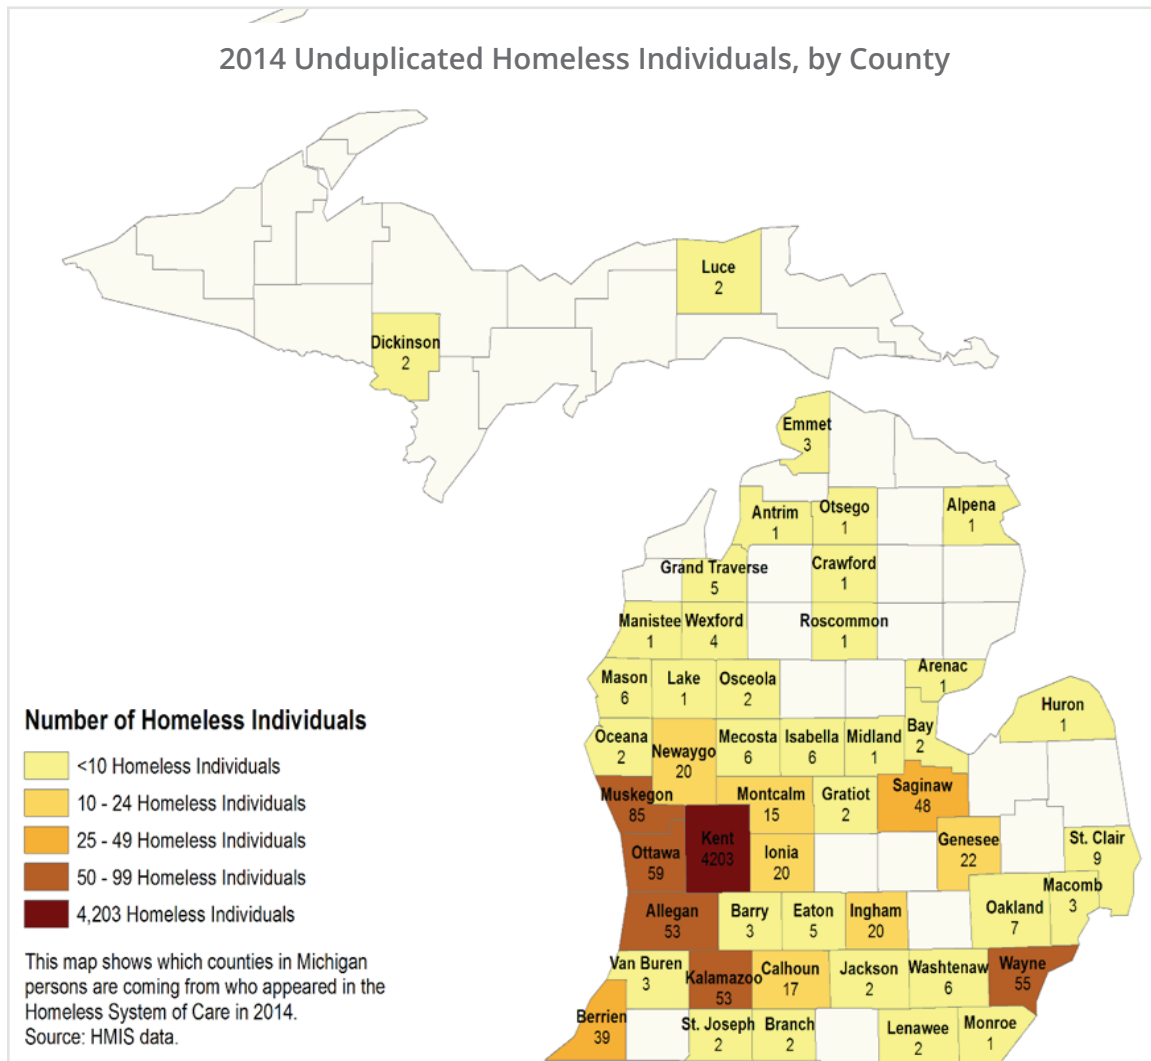 2014 Unduplicated Homeless Individuals, by County
Luce
2
Dickinson
2
Emmet
3
Antrim
1
Otsego
1
Alpena
1
Grand Traverse
5
Crawford
1
Manistee
1
Wexford
4
Roscommon
1
Mason
6
Lake
1
Osceola
2
Arenac
1
Huron
1
Oceana
2
Newaygo
20
Mecosta
6
Isabella
6
Midland
1
Bay
2
Muskegon
85
Montcalm
15
Gratiot
2
Saginaw
48
Ottawa
59
Kent
4203
Ionia
20
Genesee
22
St. Clair
9
Allegan
53
Barry
3
Eaton
5
Ingham
20
Oakland
7
Macomb
3
Van Buren
3
Kalamazoo
53
Calhoun
17
Jackson
2
Washtenaw
6
Wayne
55
Berrien
39
St. Joseph
2
Branch
2
Lenawee
2
Monroe
1
Number of Homeless Individuals
<10 Homeless Individuals
10 - 24 Homeless Individuals
25 - 49 Homeless Individuals
50 - 99 Homeless Individuals
4,203 Homeless Individuals
This map shows which counties in Michigan
persons are coming from who appeared in the
Homeless System of Care in 2014.
Source: HMIS data.